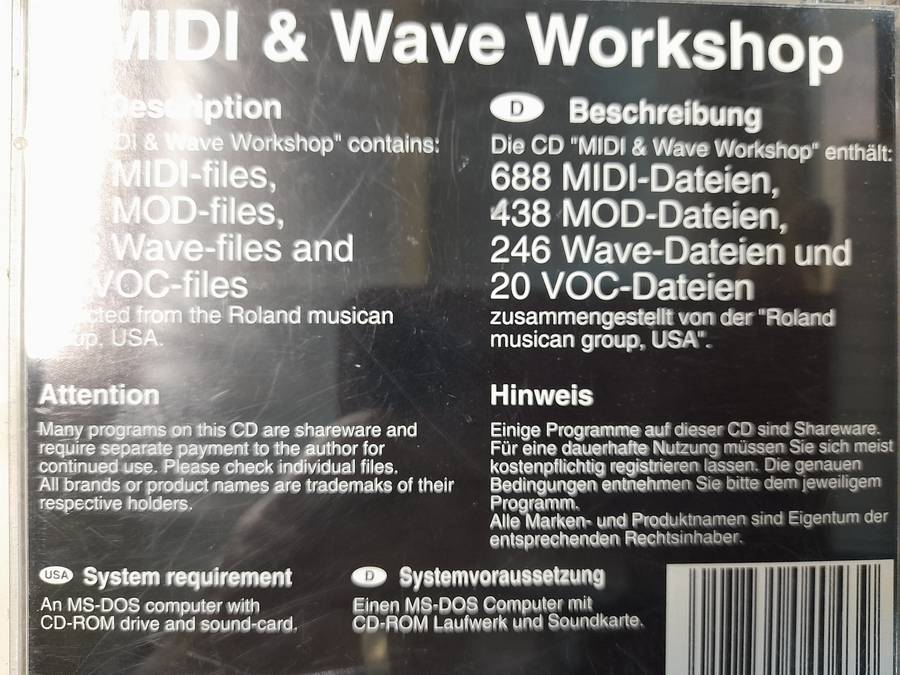 MIDI & Wave Workshop
Description
& Wave Workshop" contains:
MIDI-files,
MOD-files,
Wave-files and
VOC-files
from the Roland musican
USA.
Attention
Many programs on this CD are shareware and
require separate payment to the author for
continued use. Please check individual files.
All brands or product names are trademaks of their
respective holders.
D Beschreibung
Die CD "MIDI & Wave Workshop" enthält:
688 MIDI-Dateien,
438 MOD-Dateien,
246 Wave-Dateien und
20 VOC-Dateien
zusammengestellt von der "Roland
musican group, USA".
Hinweis
Einige Programme auf dieser CD sind Shareware.
Für eine dauerhafte Nutzung müssen Sie sich meist
kostenpflichtig registrieren lassen. Die genauen
Bedingungen entnehmen Sie bitte dem jeweiligem
Programm.
Alle Marken- und Produktnamen sind Eigentum der
entsprechenden Rechtsinhaber.
USA System requirement
An MS-DOS computer with
CD-ROM drive and sound-card.
D Systemvoraussetzung
Einen MS-DOS Computer mit
CD-ROM Laufwerk und Soundkarte.